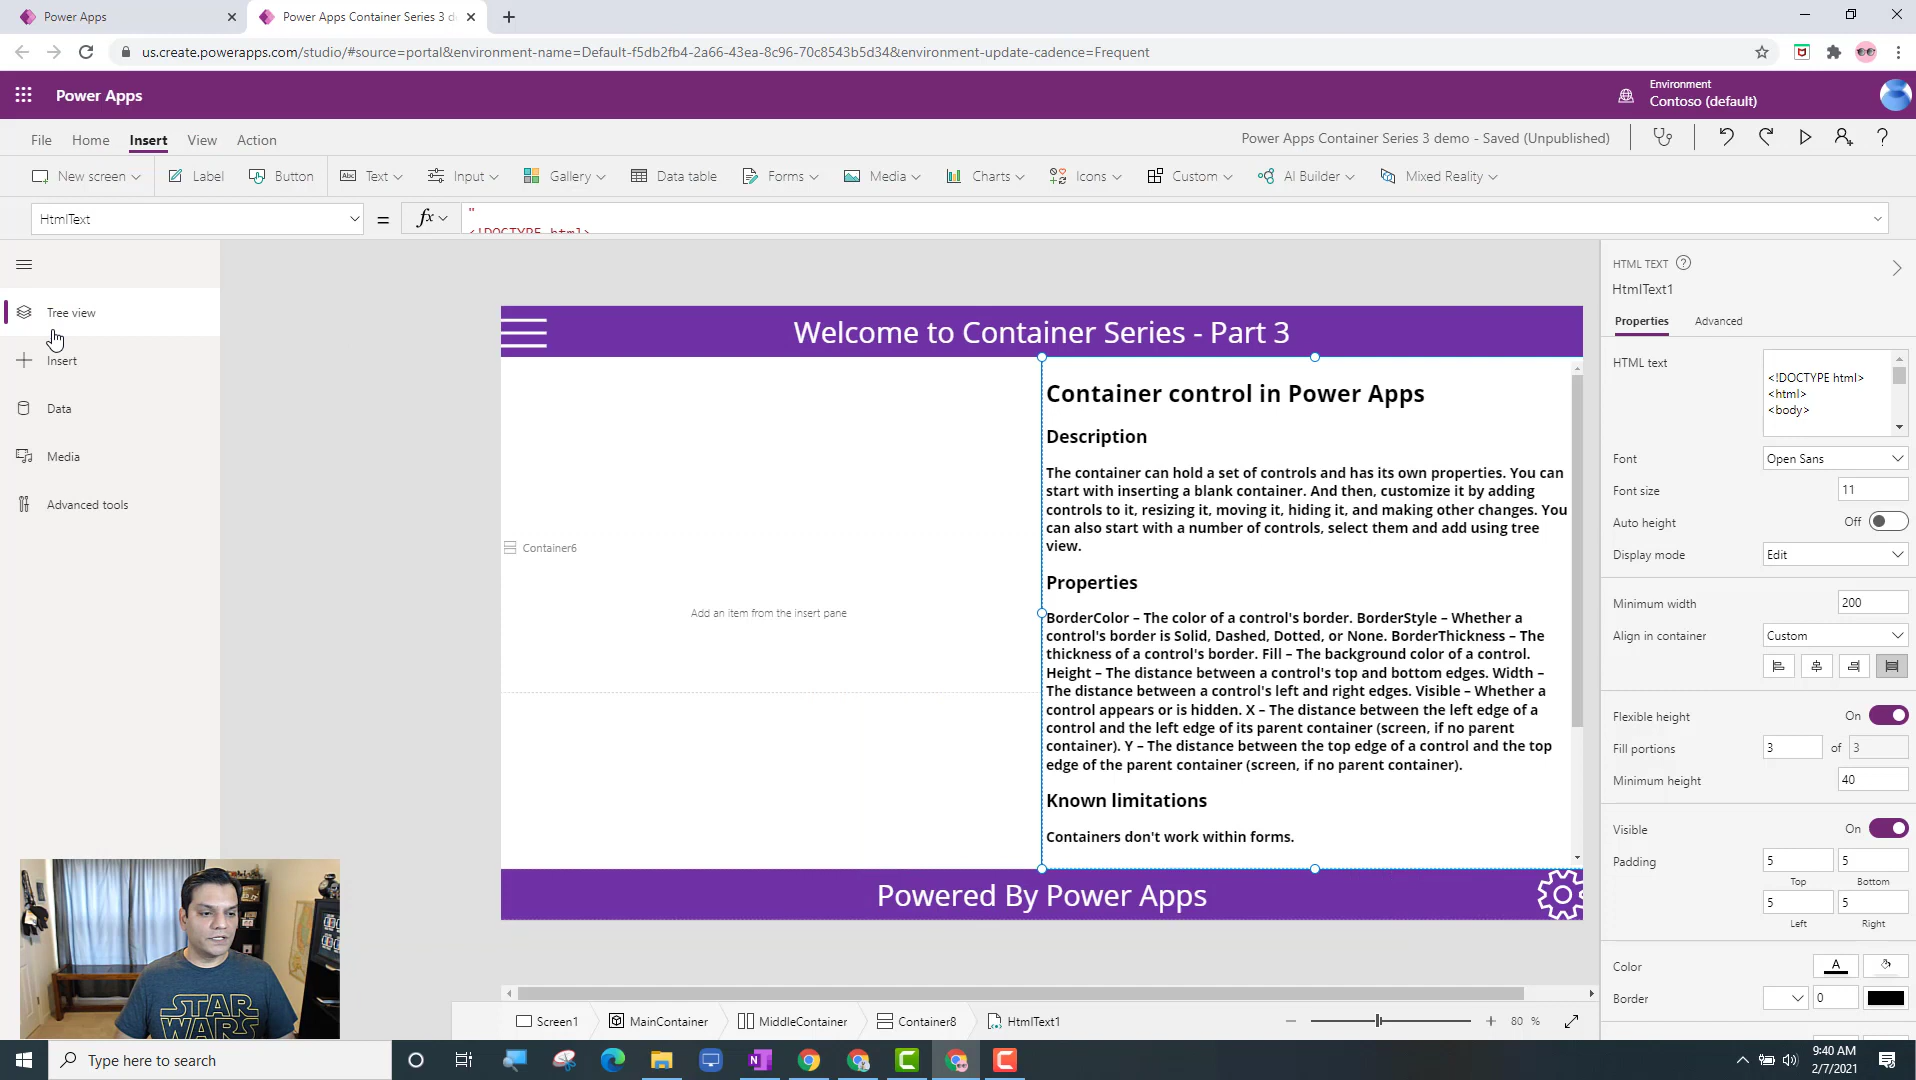 Power Apps
Power Apps Container Series 3 d
us.create.powerapps.com/studio/#source=portal&environment-name=Default-f5db2fb4-2a66-43ea-8c96-70c8543b5d34&environment-update-cadence=Frequent
Power Apps
Environment
Contoso (default)
File Home Insert View Action
Power Apps Container Series 3 demo - Saved (Unpublished)
New screen Label Button Text Input Gallery Data table Forms Media Charts Icons Custom AI Builder Mixed Reality
HtmlText
= fx "
<!DOCTYPE html>
Tree view
Insert
Data
Media
Advanced tools
Welcome to Container Series - Part 3
Container6
Add an item from the insert pane
Container control in Power Apps
Description
The container can hold a set of controls and has its own properties. You can
start with inserting a blank container. And then, customize it by adding
controls to it, resizing it, moving it, hiding it, and making other changes. You
can also start with a number of controls, select them and add using tree
view.
Properties
BorderColor – The color of a control's border. BorderStyle – Whether a
control's border is Solid, Dashed, Dotted, or None. BorderThickness – The
thickness of a control's border. Fill – The background color of a control.
Height – The distance between a control's top and bottom edges. Width –
The distance between a control's left and right edges. Visible – Whether a
control appears or is hidden. X – The distance between the left edge of a
control and the left edge of its parent container (screen, if no parent
container). Y – The distance between the top edge of a control and the top
edge of the parent container (screen, if no parent container).
Known limitations
Containers don't work within forms.
Powered By Power Apps
HTML TEXT
HtmlText1
Properties Advanced
HTML text
<!DOCTYPE html>
<html>
<body>
Font Open Sans
Font size 11
Auto height Off
Display mode Edit
Minimum width 200
Align in container Custom
Flexible height On
Fill portions 3 of 3
Minimum height 40
Visible On
Padding 5 5
Top Bottom
5 5
Left Right
Color A
Border 0
STAR
WARS
Screen1 MainContainer MiddleContainer Container8 HtmlText1
80 %
Type here to search
9:40 AM
2/7/2021